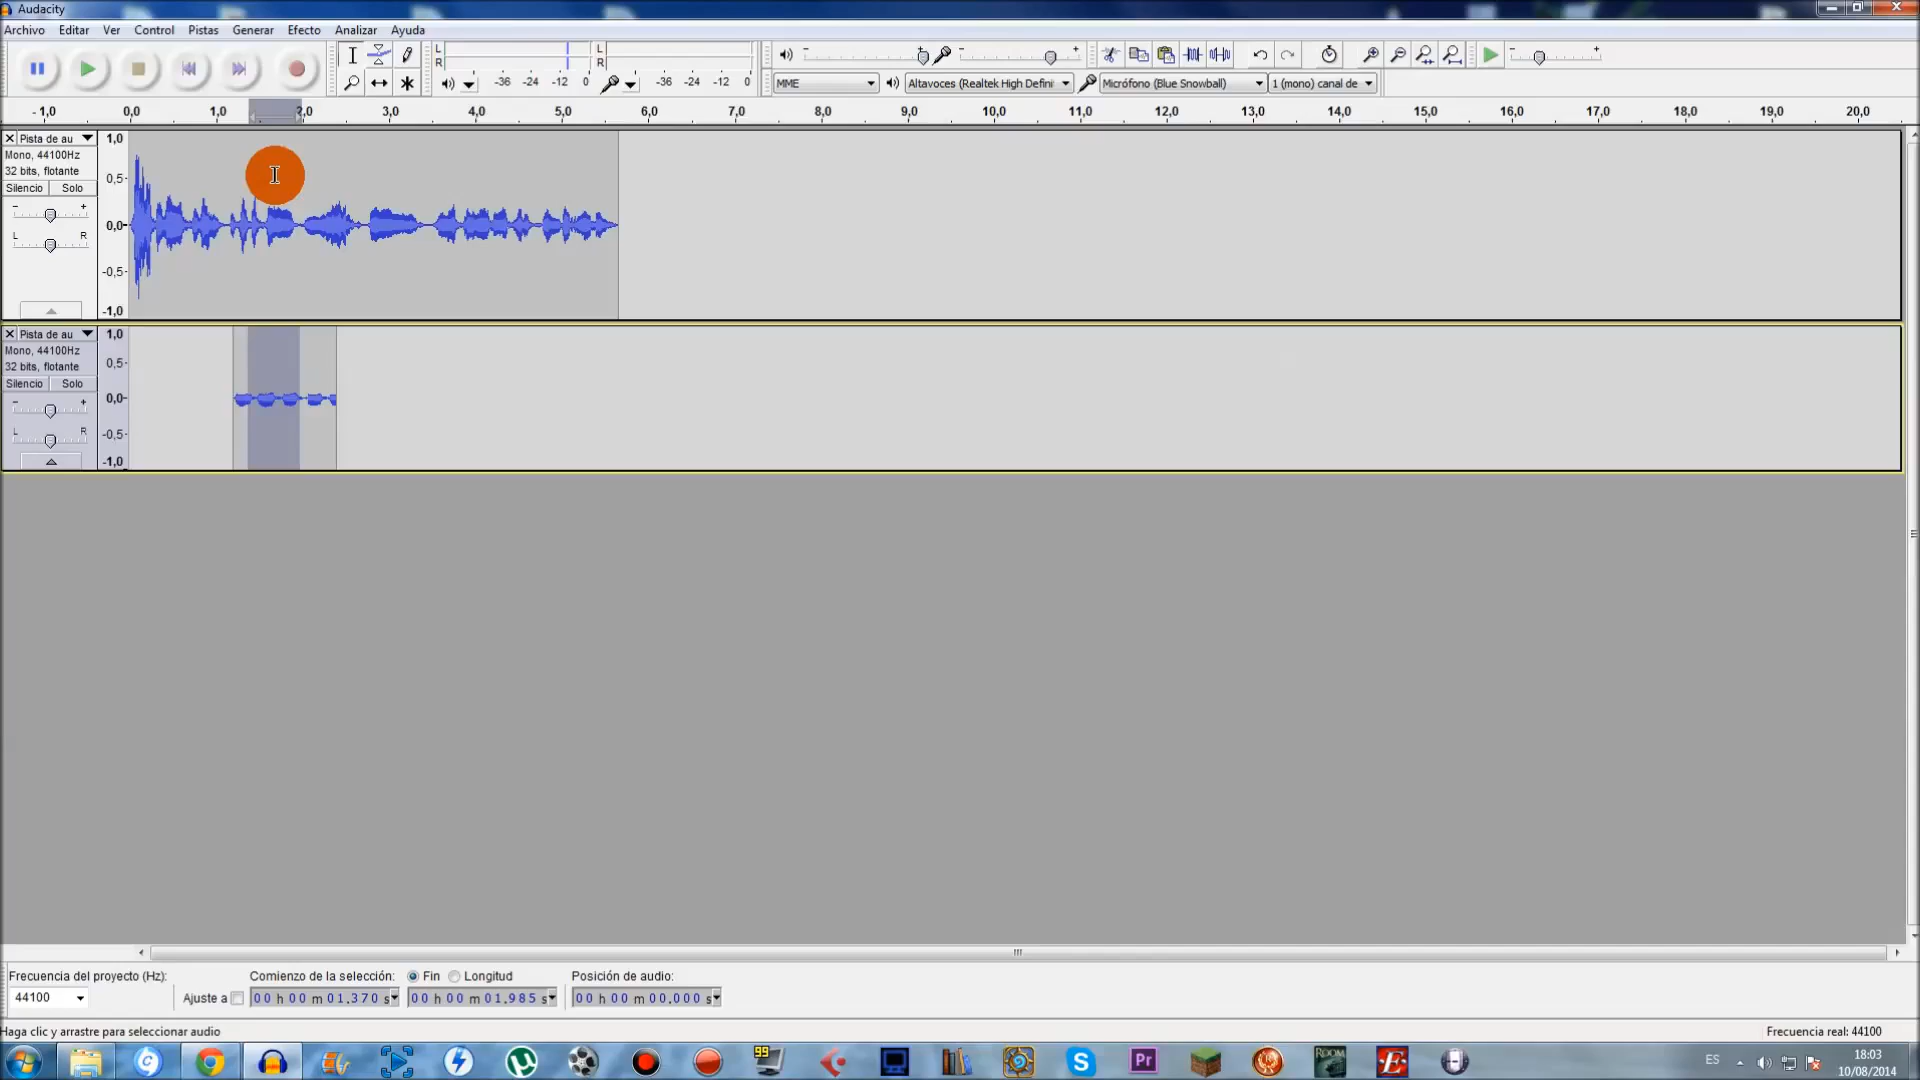 Audacity
Archivo Editar Ver Control Pistas Generar Efecto Analizar Ayuda
L
R
L
R
-36 -24 -12 0
-36 -24 -12 0
MME
Altavoces (Realtek High Defini
Micrófono (Blue Snowball)
1 (mono) canal de
-1,0 0,0 1,0 2,0 3,0 4,0 5,0 6,0 7,0 8,0 9,0 10,0 11,0 12,0 13,0 14,0 15,0 16,0 17,0 18,0 19,0 20,0
Pista de au
Mono, 44100Hz
32 bits, flotante
Silencio Solo
- +
L R
1,0
0,5
0,0
-0,5
-1,0
Pista de au
Mono, 44100Hz
32 bits, flotante
Silencio Solo
- +
L R
1,0
0,5
0,0
-0,5
-1,0
Frecuencia del proyecto (Hz):
44100
Ajuste a
Comienzo de la selección:
00 h 00 m 01.370 s
Fin Longitud
00 h 00 m 01.985 s
Posición de audio:
00 h 00 m 00.000 s
Haga clic y arrastre para seleccionar audio
Frecuencia real: 44100
99
Pr
ROOM
E
ES
18:03
10/08/2014